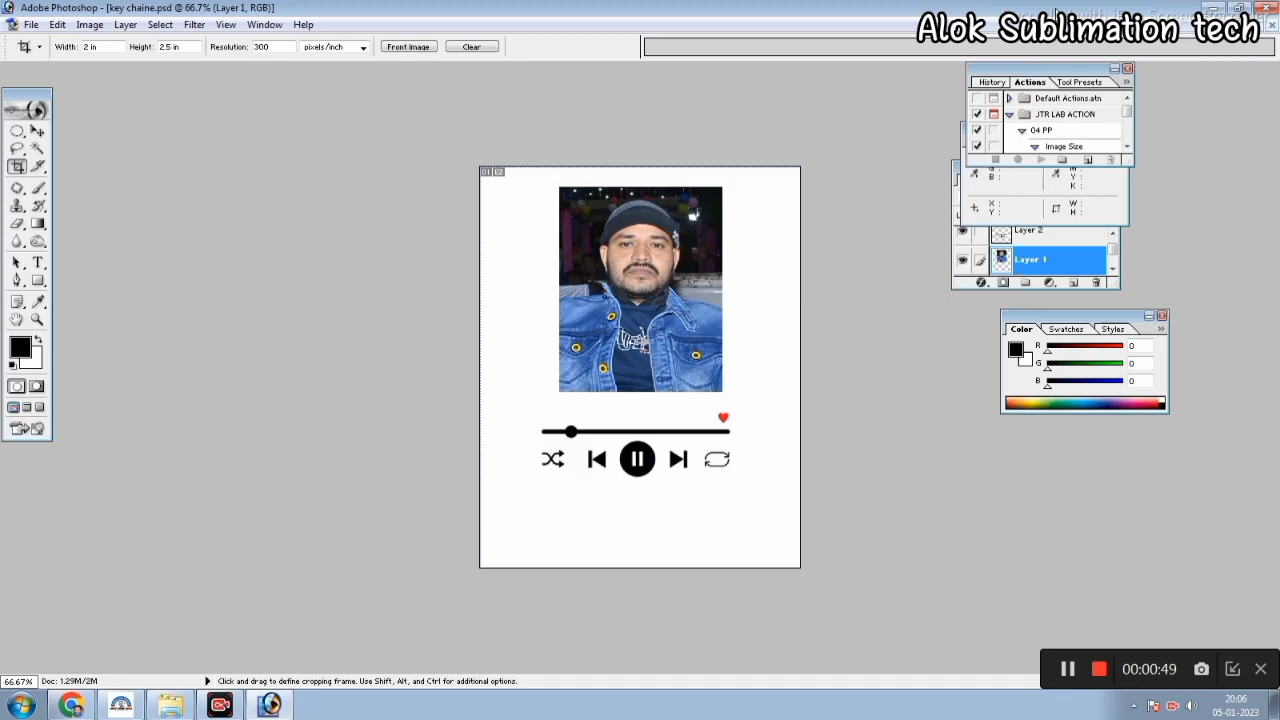 Adobe Photoshop - [key chaine.psd @ 66.7% (Layer 1, RGB)]
Alok Sublimation tech
File Edit Image Layer Select Filter View Window Help
Width: 2 in Height: 2.5 in Resolution: 300 pixels/inch Front Image Clear
History Actions Tool Presets
Default Actions.atn
JTR LAB ACTION
04 PP
Image Size
G
B:
M
Y:
K:
X:
Y:
W:
H:
Layer 2
Layer 1
Color Swatches Styles
R 0
G 0
B 0
66.67% Doc: 1.29M/2M Click and drag to define cropping frame. Use Shift, Alt, and Ctrl for additional options.
00:00:49
20:06
05-01-2023